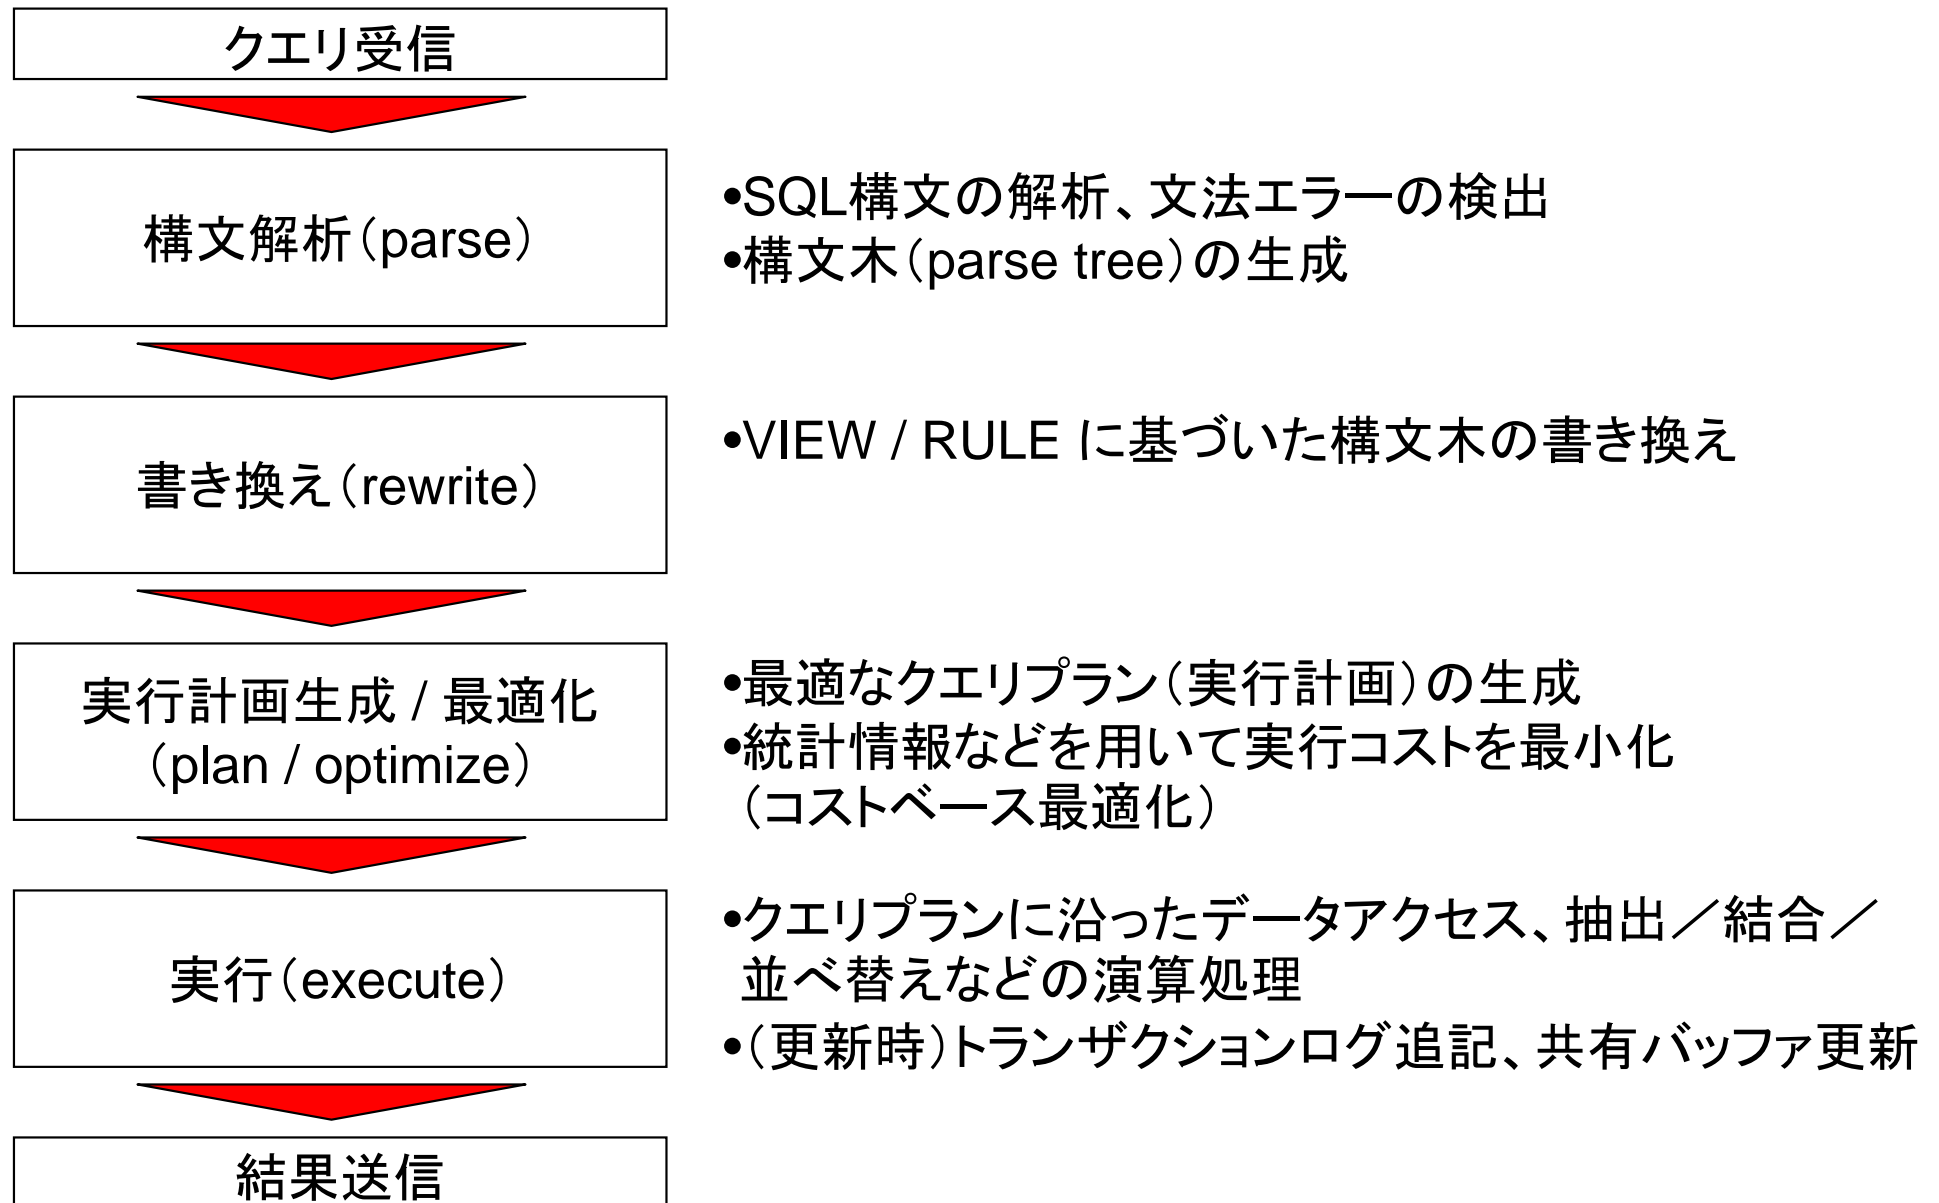 クエリ受信
構文解析（parse）
•SQL構文の解析、文法エラーの検出
•構文木（parse tree）の生成
書き換え（rewrite）
•VIEW / RULE に基づいた構文木の書き換え
実行計画生成 / 最適化
（plan / optimize）
•最適なクエリプラン（実行計画）の生成
•統計情報などを用いて実行コストを最小化
（コストベース最適化）
実行（execute）
•クエリプランに沿ったデータアクセス、抽出／結合／
並べ替えなどの演算処理
•（更新時）トランザクションログ追記、共有バッファ更新
結果送信